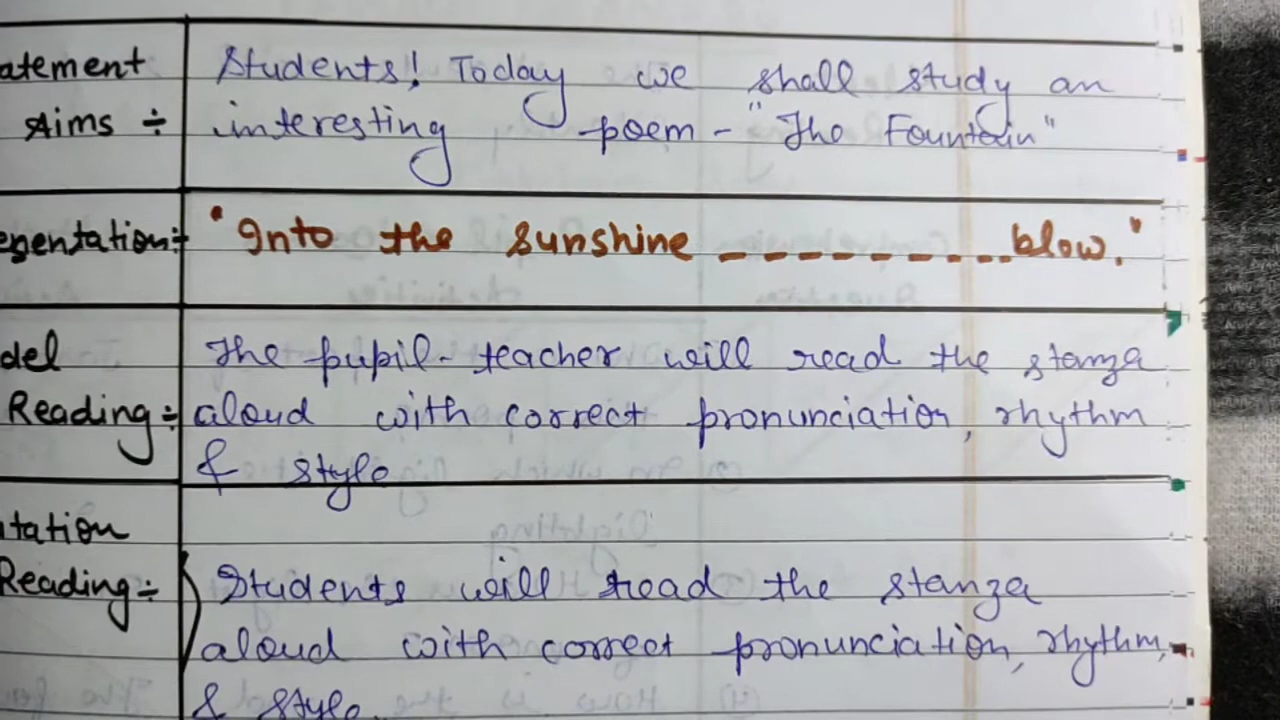 atement Students! Today we shall study an
Aims ÷ interesting poem - "The Fountain"
esentation÷ "Into the sunshine _ _ _ _ _ _ _ _ _ ... blow."
del The pupil-teacher will read the stanza
Reading÷ aloud with correct pronunciation, rhythm
& style
tation
Reading÷ Students will read the stanza
aloud with correct pronunciation, rhythm,
& style